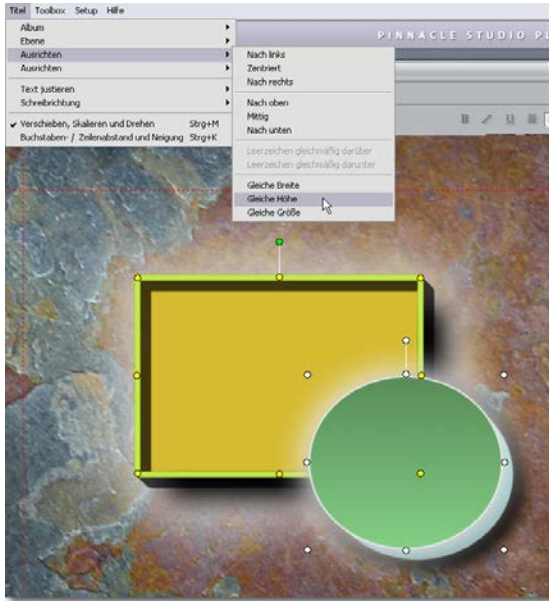 Titel Toolbox Setup Hilfe
PINNACLE STUDIO PL
Album
Ebene
Ausrichten
Ausrichten
Text justieren
Schreibrichtung
Verschieben, Skalieren und Drehen Strg+M
Buchstaben- / Zeilenabstand und Neigung Strg+K
Nach links
Zentriert
Nach rechts
Nach oben
Mittig
Nach unten
Leerzeichen gleichmäßig darüber
Leerzeichen gleichmäßig darunter
Gleiche Breite
Gleiche Höhe
Gleiche Größe
B U